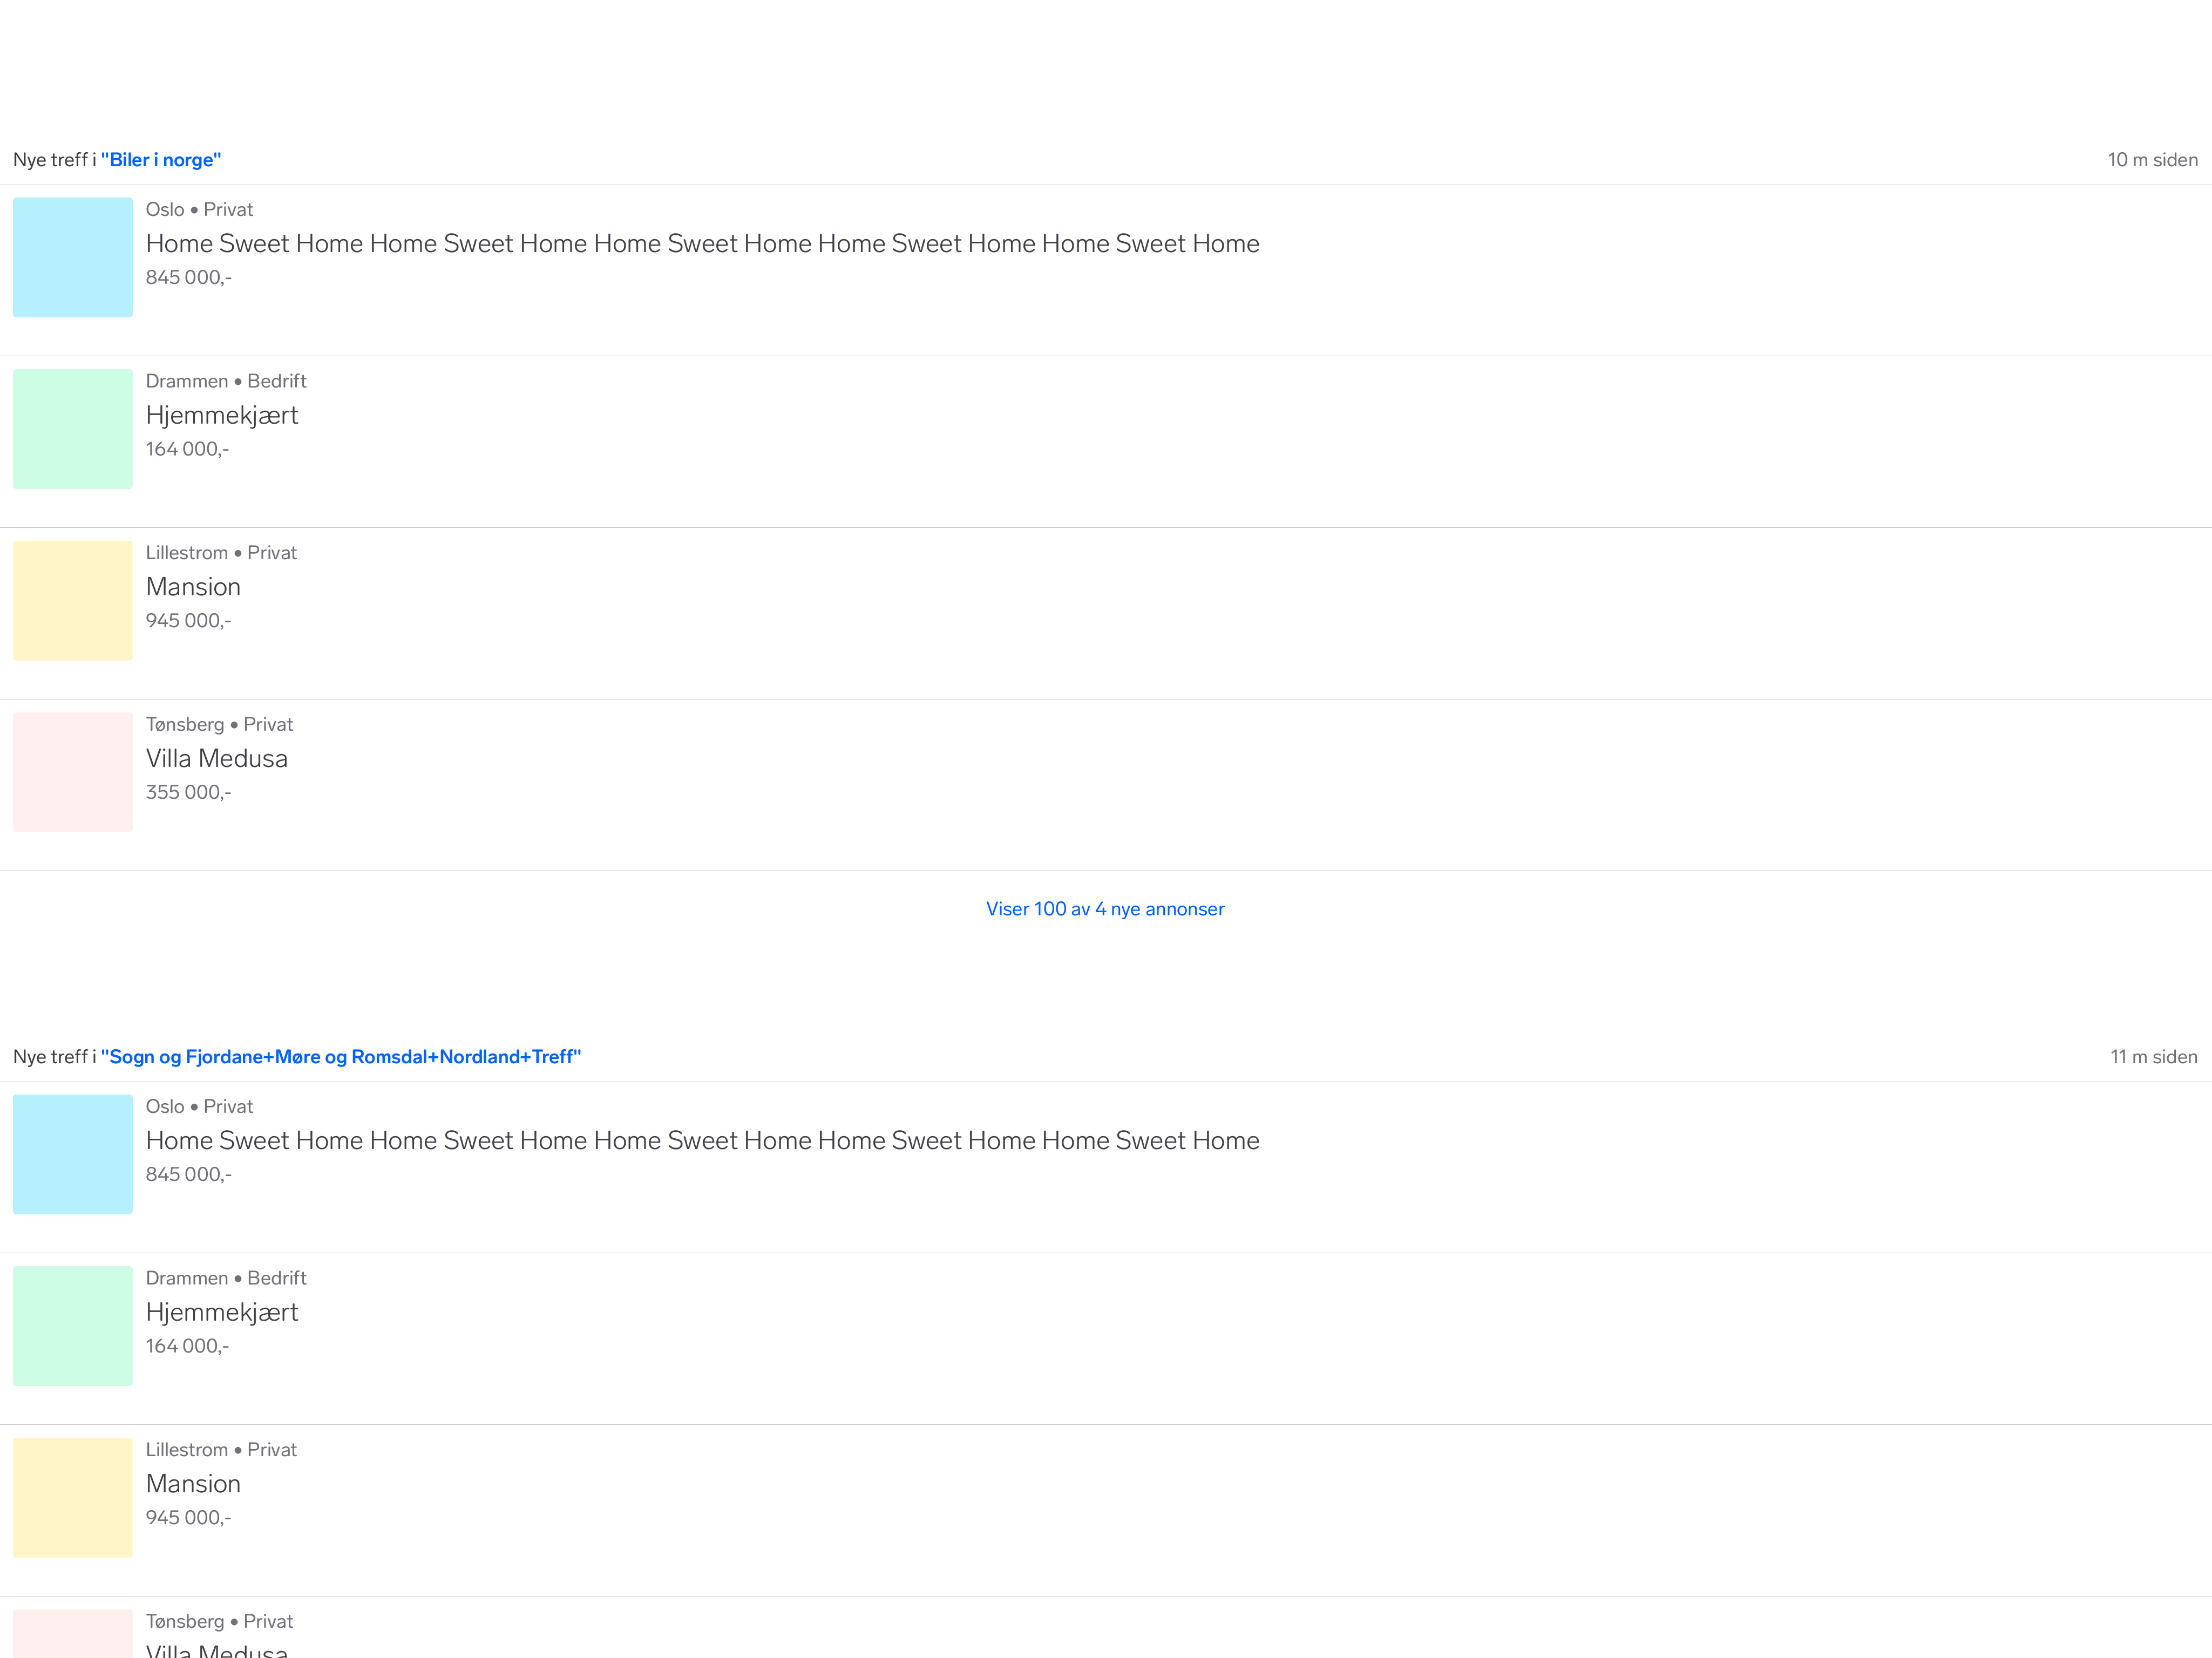 Nye treff i "Biler i norge"
10 m siden
Oslo • Privat
Home Sweet Home Home Sweet Home Home Sweet Home Home Sweet Home Home Sweet Home
845 000,-
Drammen • Bedrift
Hjemmekjært
164 000,-
Lillestrom • Privat
Mansion
945 000,-
Tønsberg • Privat
Villa Medusa
355 000,-
Viser 100 av 4 nye annonser
Nye treff i "Sogn og Fjordane+Møre og Romsdal+Nordland+Treff"
11 m siden
Oslo • Privat
Home Sweet Home Home Sweet Home Home Sweet Home Home Sweet Home Home Sweet Home
845 000,-
Drammen • Bedrift
Hjemmekjært
164 000,-
Lillestrom • Privat
Mansion
945 000,-
Tønsberg • Privat
Villa Medusa